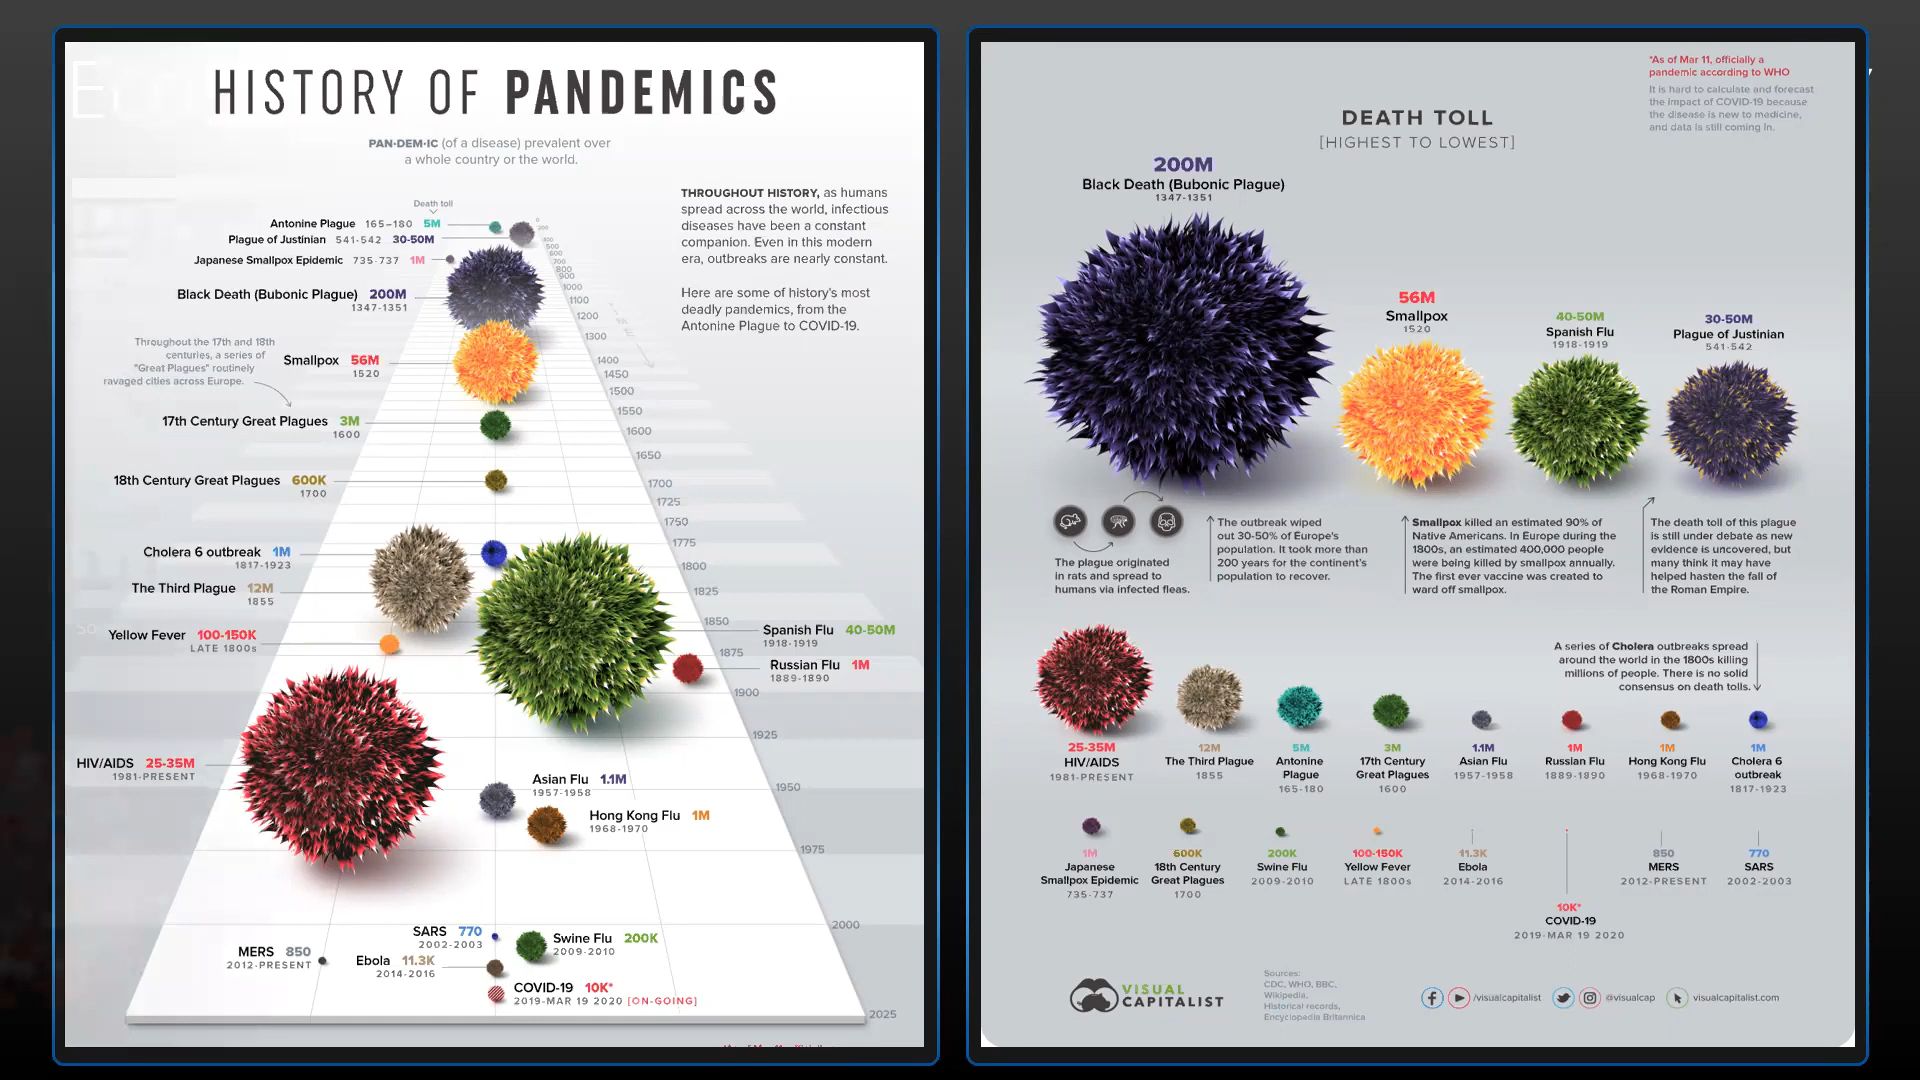 HISTORY OF PANDEMICS
PAN·DEM·IC (of a disease) prevalent over
a whole country or the world.
THROUGHOUT HISTORY, as humans
spread across the world, infectious
diseases have been a constant
companion. Even in this modern
era, outbreaks are nearly constant.
Here are some of history's most
deadly pandemics, from the
Antonine Plague to COVID-19.
Death toll
Antonine Plague 165-180 5M
Plague of Justinian 541-542 30-50M
Japanese Smallpox Epidemic 735-737 1M
Black Death (Bubonic Plague) 200M
1347-1351
Throughout the 17th and 18th
centuries, a series of
"Great Plagues" routinely
ravaged cities across Europe.
Smallpox 56M
1520
17th Century Great Plagues 3M
1600
18th Century Great Plagues 600K
1700
Cholera 6 outbreak 1M
1817-1923
The Third Plague 12M
1855
Yellow Fever 100-150K
LATE 1800s
Spanish Flu 40-50M
1918-1919
Russian Flu 1M
1889-1890
HIV/AIDS 25-35M
1981-PRESENT
Asian Flu 1.1M
1957-1958
Hong Kong Flu 1M
1968-1970
SARS 770
2002-2003
Swine Flu 200K
2009-2010
MERS 850
2012-PRESENT
Ebola 11.3K
2014-2016
COVID-19 10K*
2019-MAR 19 2020 [ON-GOING]
0
200
300
500
600
700
800
900
1000
1100
1200
1300
1400
1450
1500
1550
1600
1650
1700
1725
1750
1775
1800
1825
1850
1875
1900
1925
1950
1975
2000
2025
*As of Mar 11, officially a
pandemic according to WHO
It is hard to calculate and forecast
the impact of COVID-19 because
the disease is new to medicine,
and data is still coming in.
DEATH TOLL
[HIGHEST TO LOWEST]
200M
Black Death (Bubonic Plague)
1347-1351
56M
Smallpox
1520
40-50M
Spanish Flu
1918-1919
30-50M
Plague of Justinian
541-542
The plague originated
in rats and spread to
humans via infected fleas.
The outbreak wiped
out 30-50% of Europe's
population. It took more than
200 years for the continent's
population to recover.
Smallpox killed an estimated 90% of
Native Americans. In Europe during the
1800s, an estimated 400,000 people
were being killed by smallpox annually.
The first ever vaccine was created to
ward off smallpox.
The death toll of this plague
is still under debate as new
evidence is uncovered, but
many think it may have
helped hasten the fall of
the Roman Empire.
A series of Cholera outbreaks spread
around the world in the 1800s killing
millions of people. There is no solid
consensus on death tolls.
25-35M
HIV/AIDS
1981-PRESENT
12M
The Third Plague
1855
5M
Antonine
Plague
165-180
3M
17th Century
Great Plagues
1600
1.1M
Asian Flu
1957-1958
1M
Russian Flu
1889-1890
1M
Hong Kong Flu
1968-1970
1M
Cholera 6
outbreak
1817-1923
1M
Japanese
Smallpox Epidemic
735-737
600K
18th Century
Great Plagues
1700
200K
Swine Flu
2009-2010
100-150K
Yellow Fever
LATE 1800s
11.3K
Ebola
2014-2016
10K*
COVID-19
2019-MAR 19 2020
850
MERS
2012-PRESENT
770
SARS
2002-2003
VISUAL
CAPITALIST
Sources:
CDC, WHO, BBC,
Wikipedia,
Historical records,
Encyclopedia Britannica
/visualcapitalist
@visualcap
visualcapitalist.com